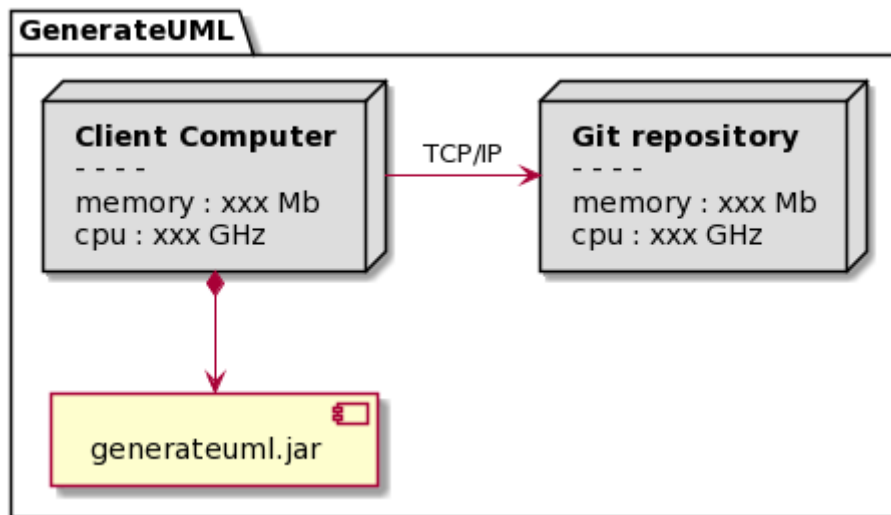 GenerateUML
Client Computer
- - - -
memory : xxx Mb
cpu : xxx GHz
TCP/IP
Git repository
- - - -
memory : xxx Mb
cpu : xxx GHz
generateuml.jar